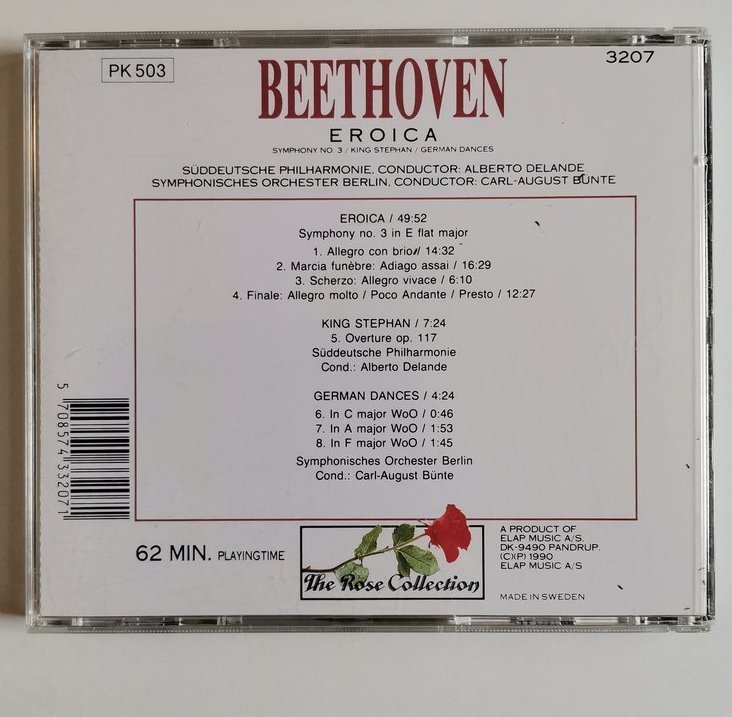 PK 503
3207
BEETHOVEN
EROICA
SYMPHONY NO. 3 / KING STEPHAN / GERMAN DANCES
SÜDDEUTSCHE PHILHARMONIE, CONDUCTOR: ALBERTO DELANDE
SYMPHONISCHES ORCHESTER BERLIN, CONDUCTOR: CARL-AUGUST BÜNTE
EROICA / 49:52
Symphony no. 3 in E flat major
1. Allegro con brio / 14:32
2. Marcia funèbre: Adiago assai / 16:29
3. Scherzo: Allegro vivace / 6:10
4. Finale: Allegro molto / Poco Andante / Presto / 12:27
KING STEPHAN / 7:24
5. Overture op. 117
Süddeutsche Philharmonie
Cond.: Alberto Delande
GERMAN DANCES / 4:24
6. In C major WoO / 0:46
7. In A major WoO / 1:53
8. In F major WoO / 1:45
Symphonisches Orchester Berlin
Cond.: Carl-August Bünte
5 708574 332071
62 MIN. PLAYINGTIME
The Rose Collection
A PRODUCT OF
ELAP MUSIC A/S.
DK-9490 PANDRUP.
(C)(P) 1990
ELAP MUSIC A/S
MADE IN SWEDEN